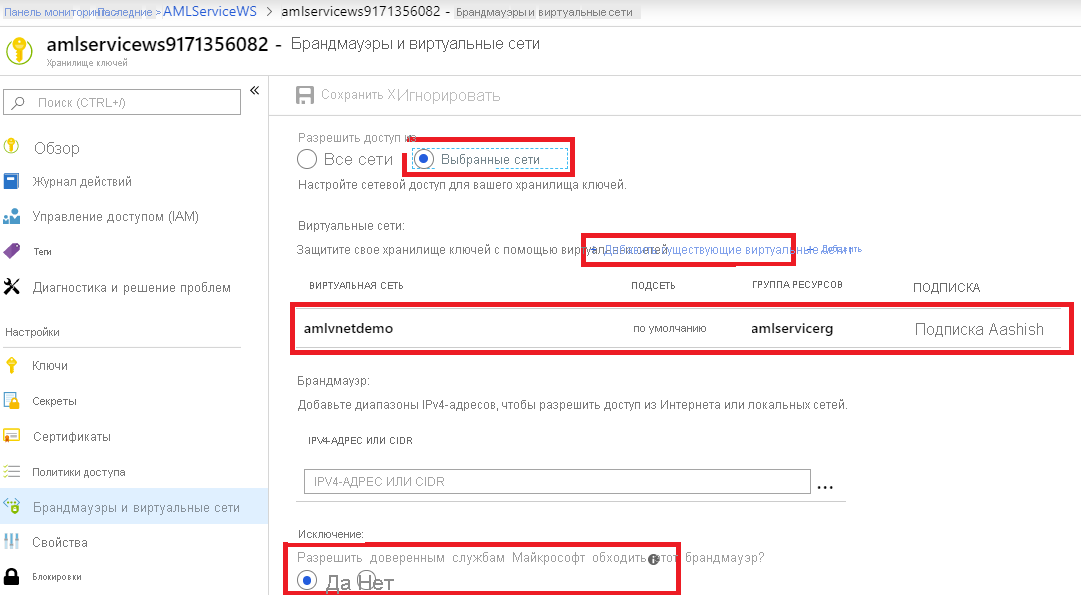 Панель мониторинга Последние > AMLServiceWS > amlservicews9171356082 - Брандмауэры и виртуальные сети
amlservicews9171356082 - Брандмауэры и виртуальные сети
Хранилище ключей
Поиск (CTRL+/)
«
Обзор
Журнал действий
Управление доступом (IAM)
Теги
Диагностика и решение проблем
Настройки
Ключи
Секреты
Сертификаты
Политики доступа
Брандмауэры и виртуальные сети
Свойства
Блокировки
Сохранить X Игнорировать
Разрешить доступ из
Все сети Выбранные сети
Настройте сетевой доступ для вашего хранилища ключей.
Виртуальные сети:
Защитите свое хранилище ключей с помощью виртуальных сетей. + Добавить существующие виртуальные сети + Добавить
ВИРТУАЛЬНАЯ СЕТЬ ПОДСЕТЬ ГРУППА РЕСУРСОВ ПОДПИСКА
amlvnetdemo по умолчанию amlservicerg Подписка Aashish
Брандмауэр:
Добавьте диапазоны IPv4-адресов, чтобы разрешить доступ из Интернета или локальных сетей.
IPV4-АДРЕС ИЛИ CIDR
IPV4-АДРЕС ИЛИ CIDR ...
Исключение:
Разрешить доверенным службам Майкрософт обходить этот брандмауэр?
Да Нет